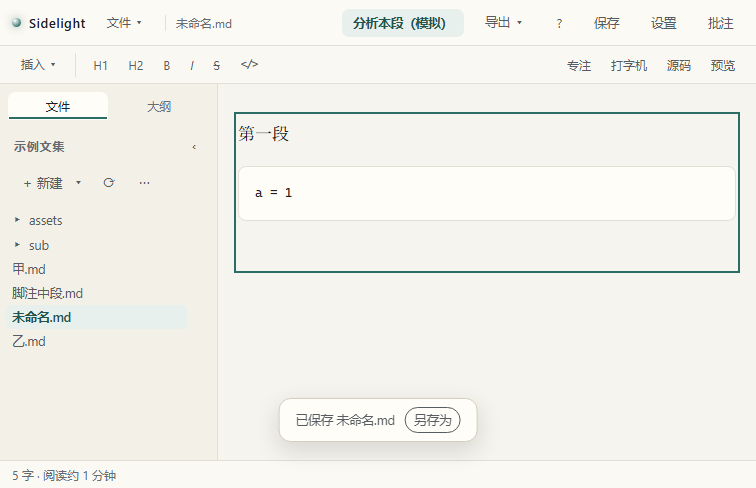 Sidelight 文件 未命名.md 分析本段（模拟） 导出 ? 保存 设置 批注
插入 H1 H2 B I S </> 专注 打字机 源码 预览
文件 大纲
示例文集
+ 新建 ...
assets
sub
甲.md
脚注中段.md
未命名.md
乙.md
第一段
a = 1
已保存 未命名.md 另存为
5 字 · 阅读约 1 分钟